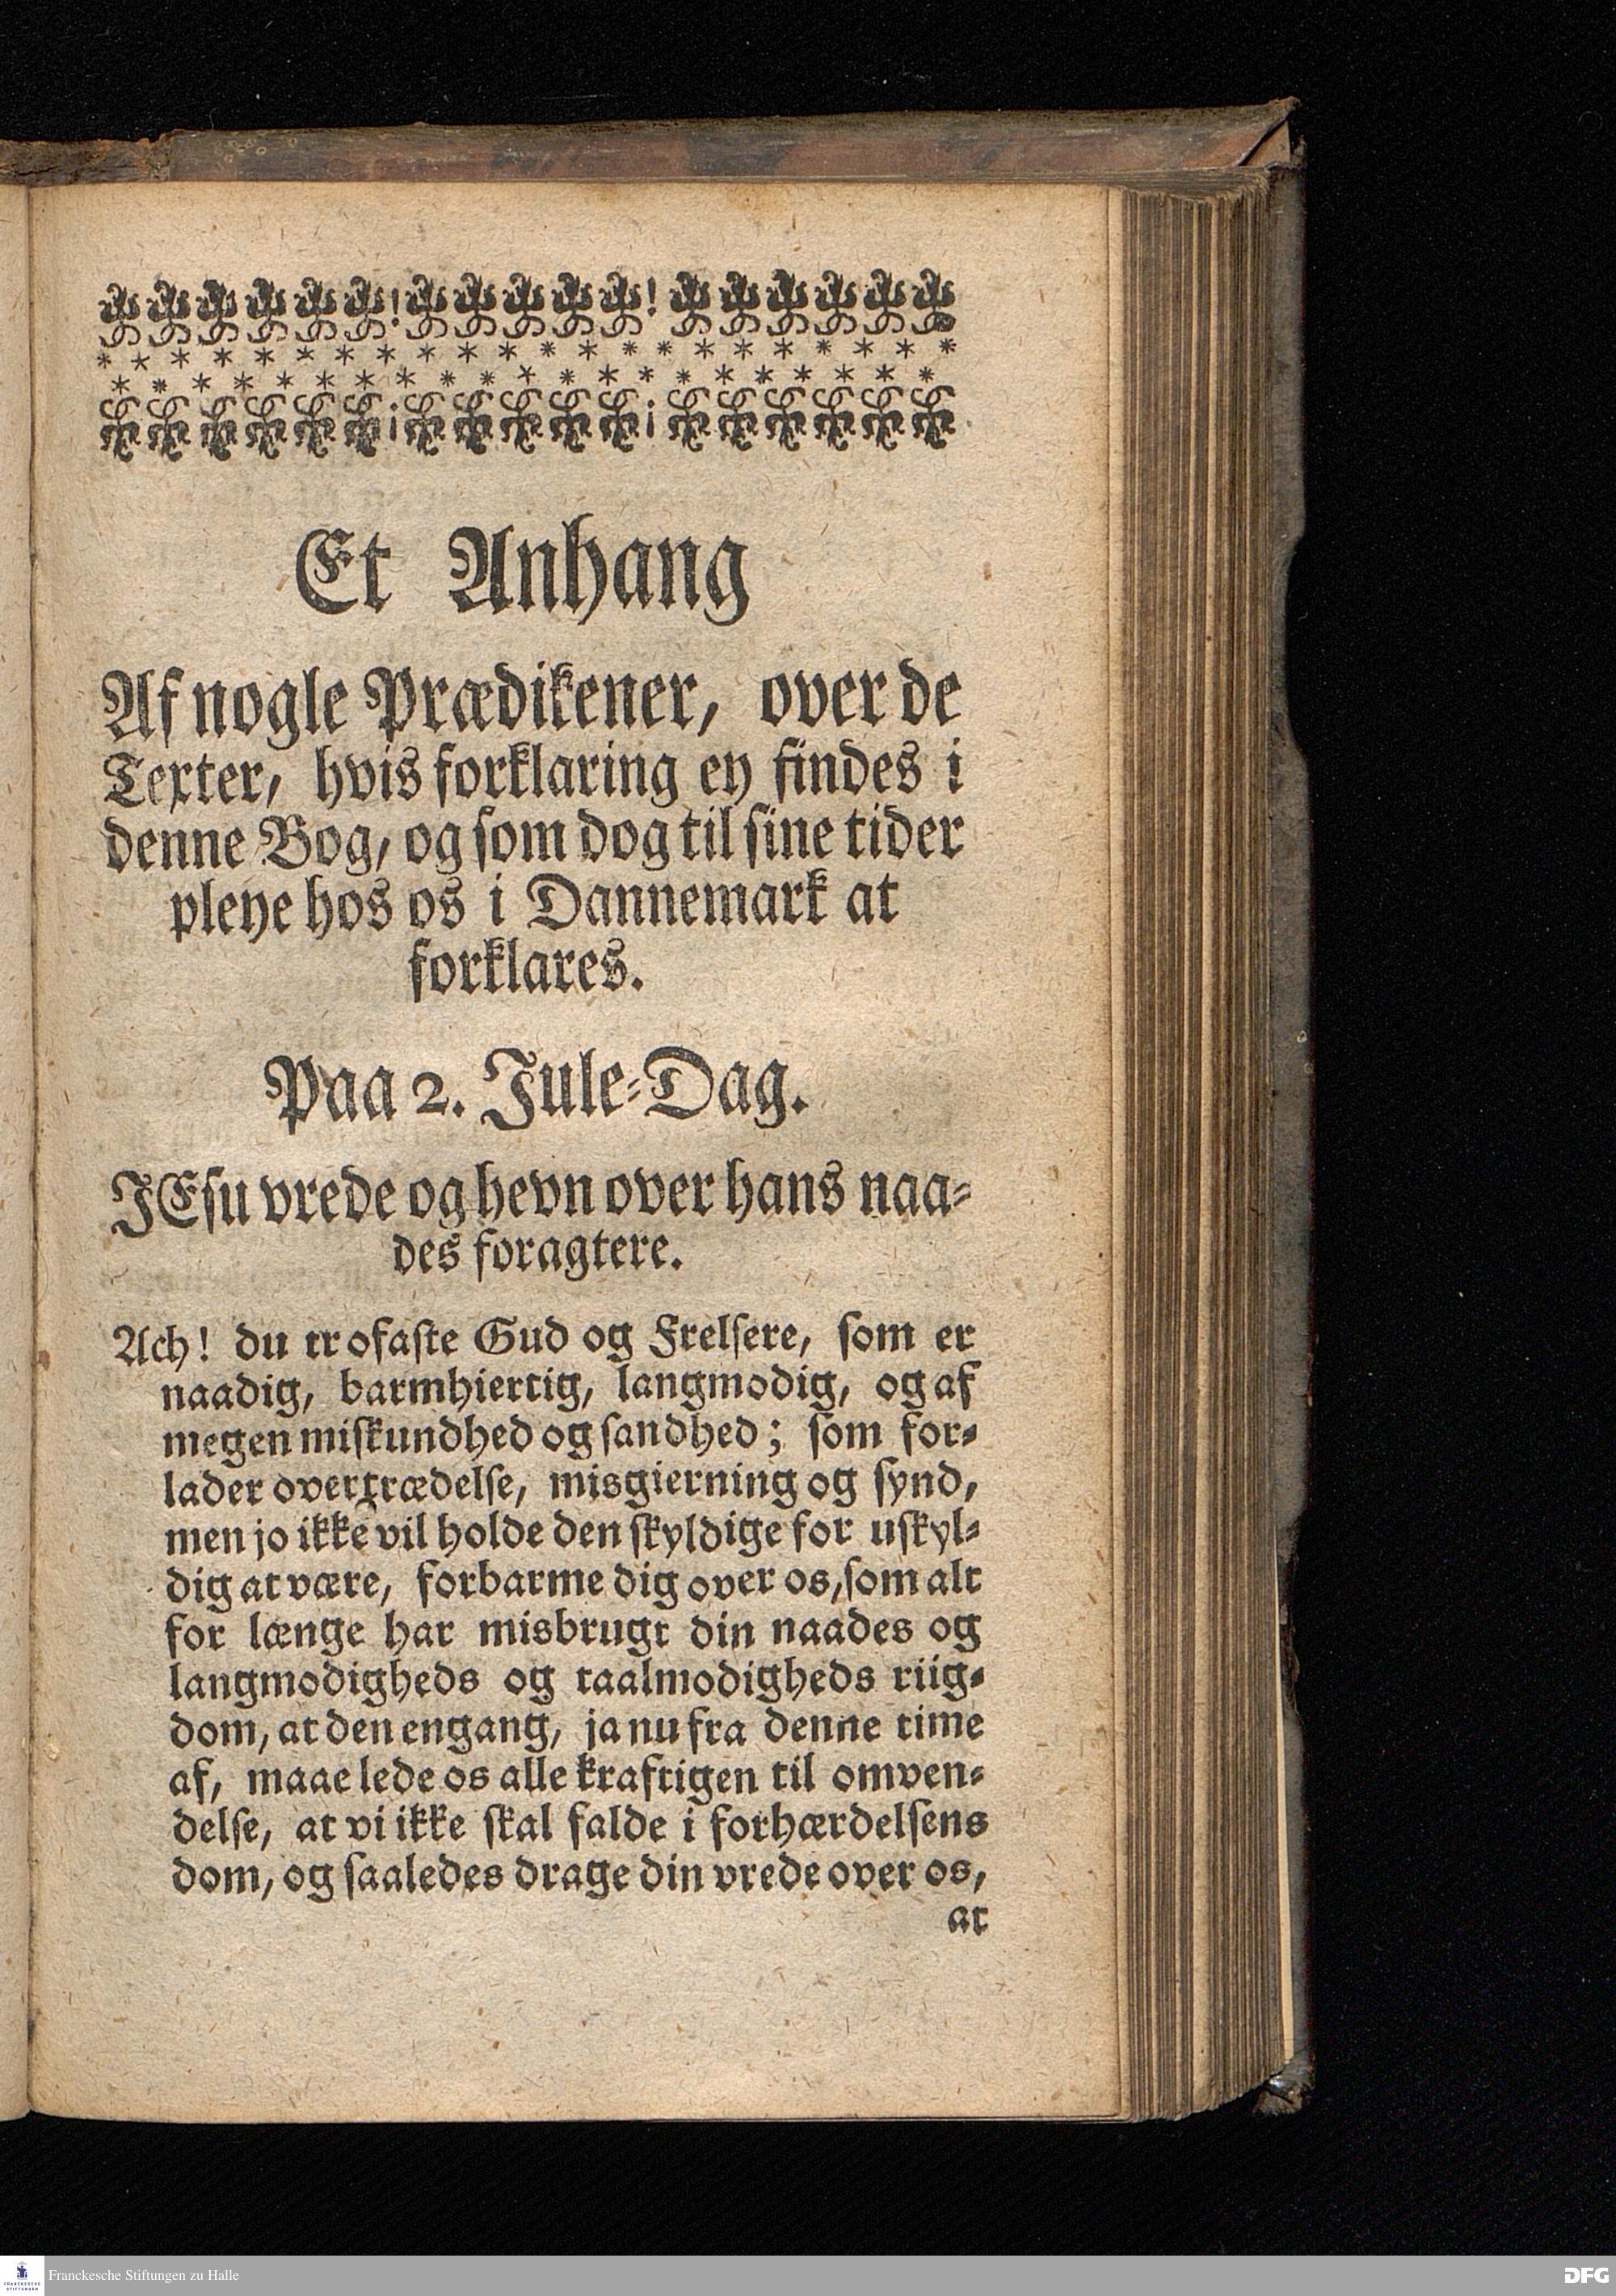 Et Anhang
Af nogle Prædikener, over de
Texter, hvis forklaring ey findes i
denne Bog, og som dog til sine tider
pleye hos os i Dannemark at
forklares.
Paa 2. Jule-Dag.
JEsu vrede og hevn over hans naa-
des foragtere.
Ach! du trofaste Gud og Frelsere, som er
naadig, barmhiertig, langmodig, og af
megen miskundhed og sandhed; som for-
lader overtrædelse, misgierning og synd,
men jo ikke vil holde den skyldige for uskyl-
dig at være, forbarme dig over os, som alt
for længe har misbrugt din naades og
langmodigheds og taalmodigheds riig-
dom, at den engang, ja nu fra denne time
af, maae lede os alle kraftigen til omven-
delse, at vi ikke skal falde i forhærdelsens
dom, og saaledes drage din vrede over os,
at
FRANCKESCHE STIFTUNGEN
Franckesche Stiftungen zu Halle
DFG